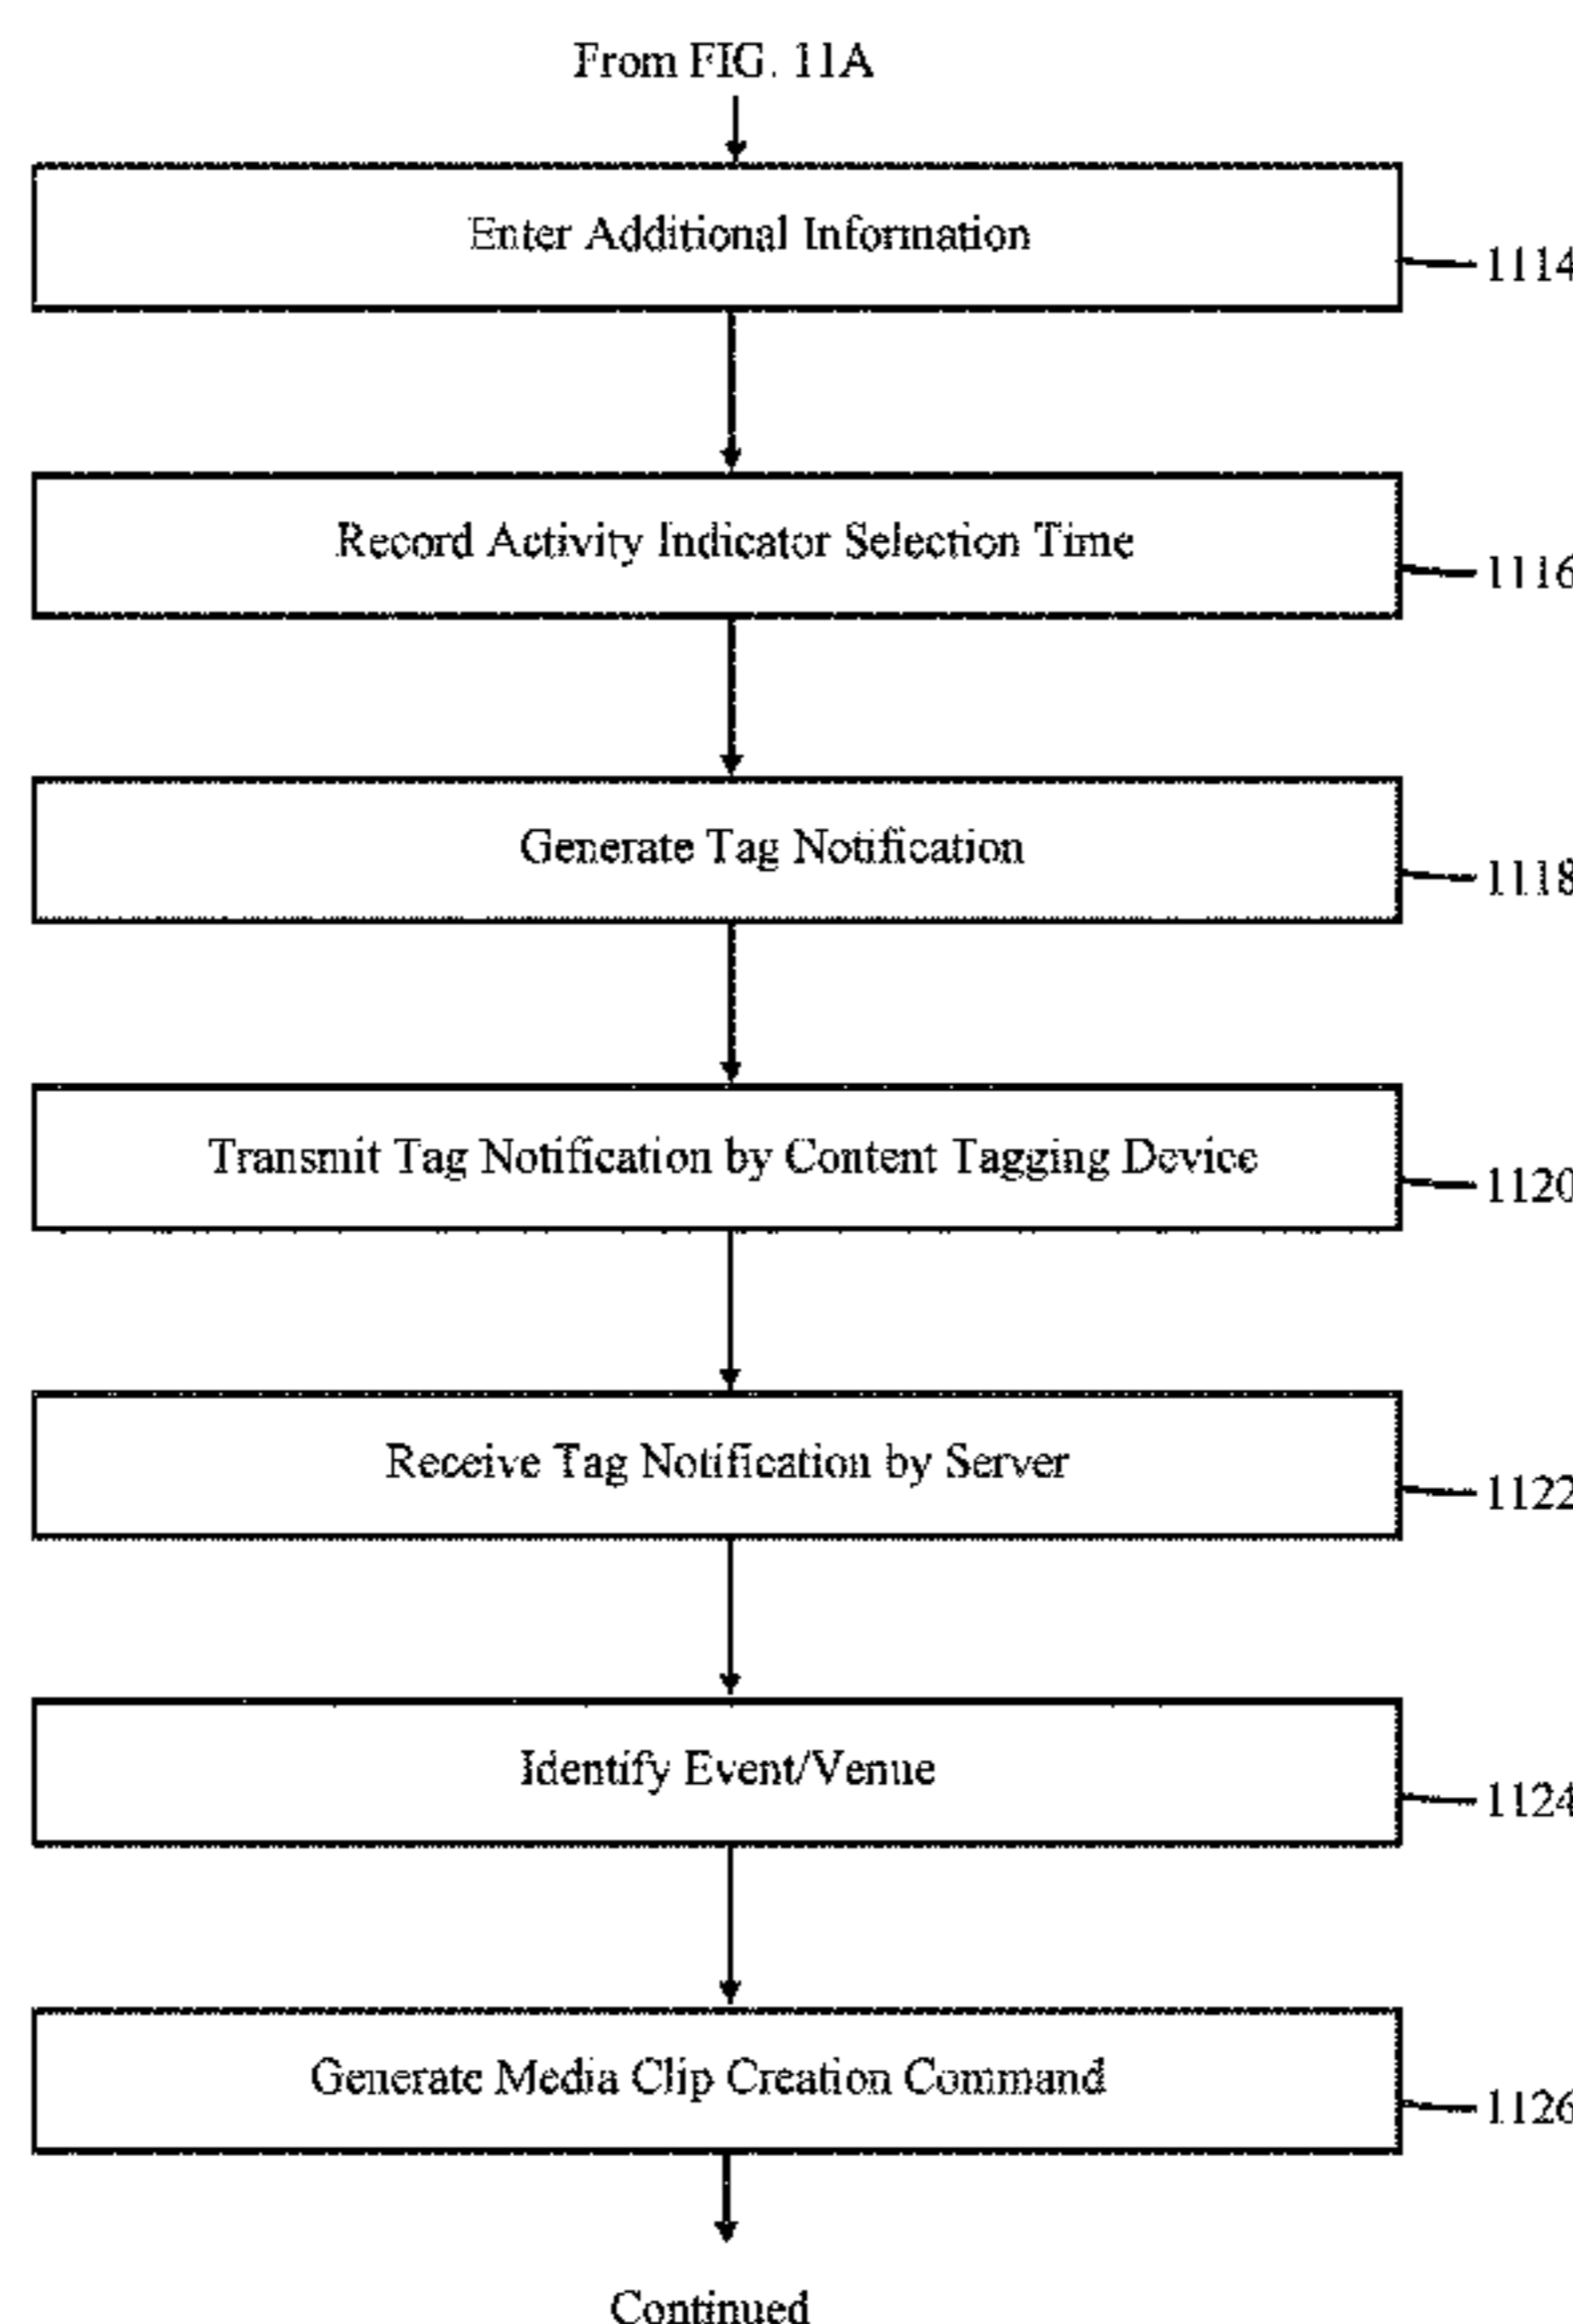 From FIG. 11A
Enter Additional Information
1114
Record Activity Indicator Selection Time
1116
Generate Tag Notification
1118
Transmit Tag Notification by Content Tagging Device
1120
Receive Tag Notification by Server
1122
Identify Event/Venue
1124
Generate Media Clip Creation Command
1126
Continued